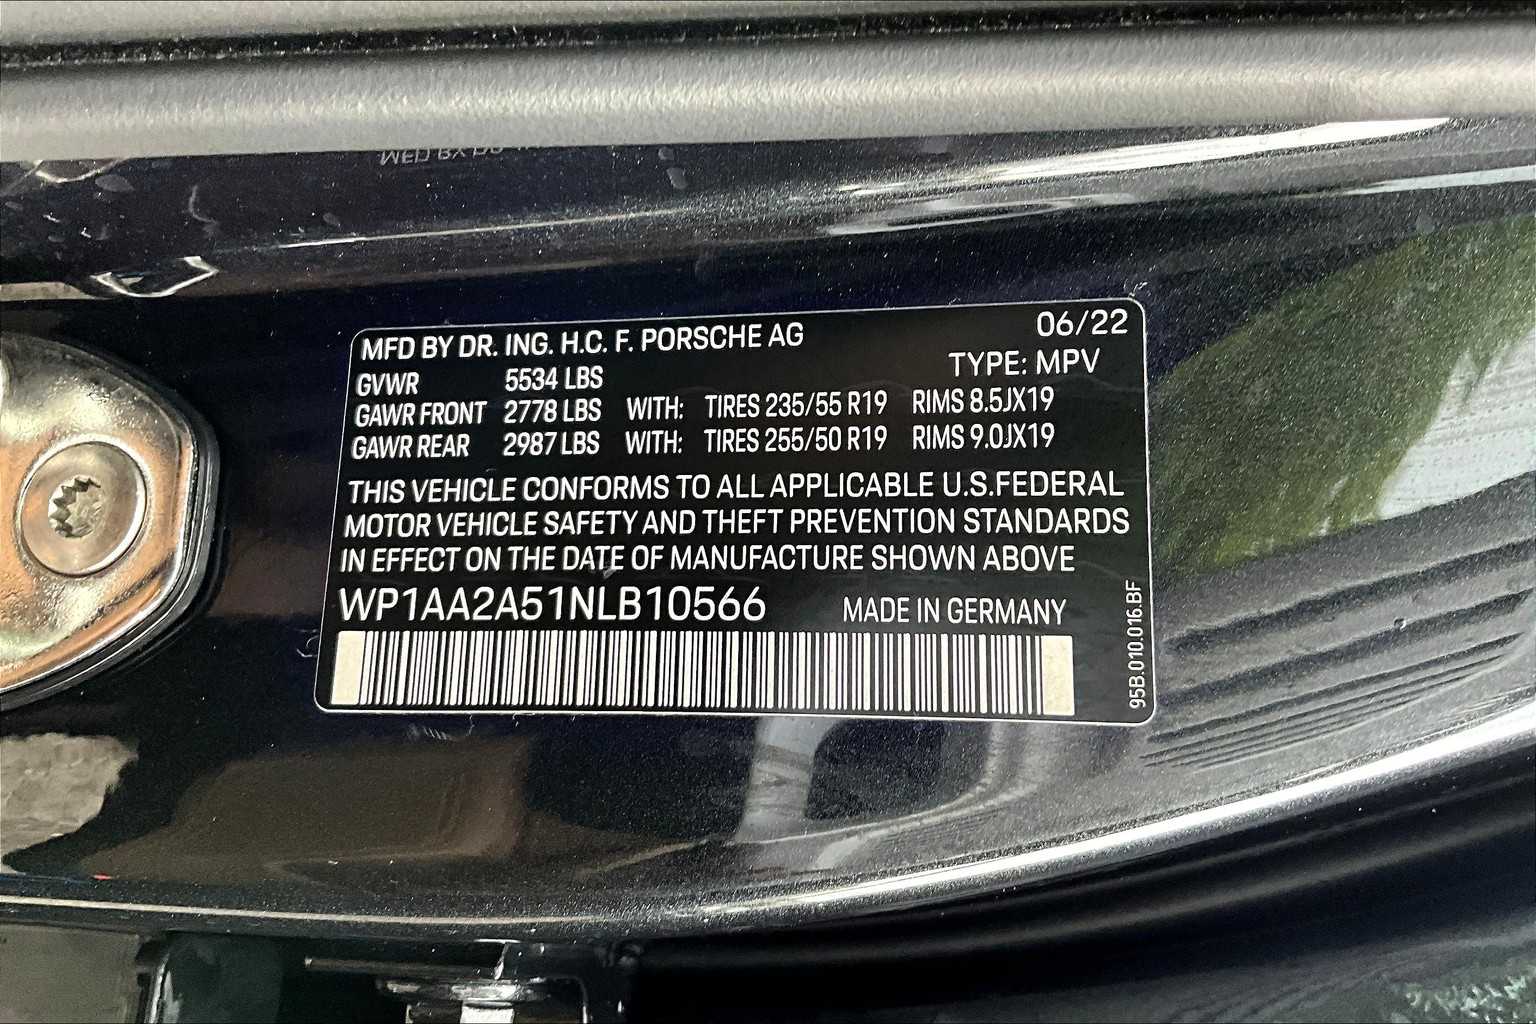 MFD BY DR. ING. H.C. F. PORSCHE AG 06/22
TYPE: MPV
GVWR 5534 LBS
GAWR FRONT 2778 LBS WITH: TIRES 235/55 R19 RIMS 8.5JX19
GAWR REAR 2987 LBS WITH: TIRES 255/50 R19 RIMS 9.0JX19
THIS VEHICLE CONFORMS TO ALL APPLICABLE U.S.FEDERAL
MOTOR VEHICLE SAFETY AND THEFT PREVENTION STANDARDS
IN EFFECT ON THE DATE OF MANUFACTURE SHOWN ABOVE
WP1AA2A51NLB10566 MADE IN GERMANY
95B.010.016.BF